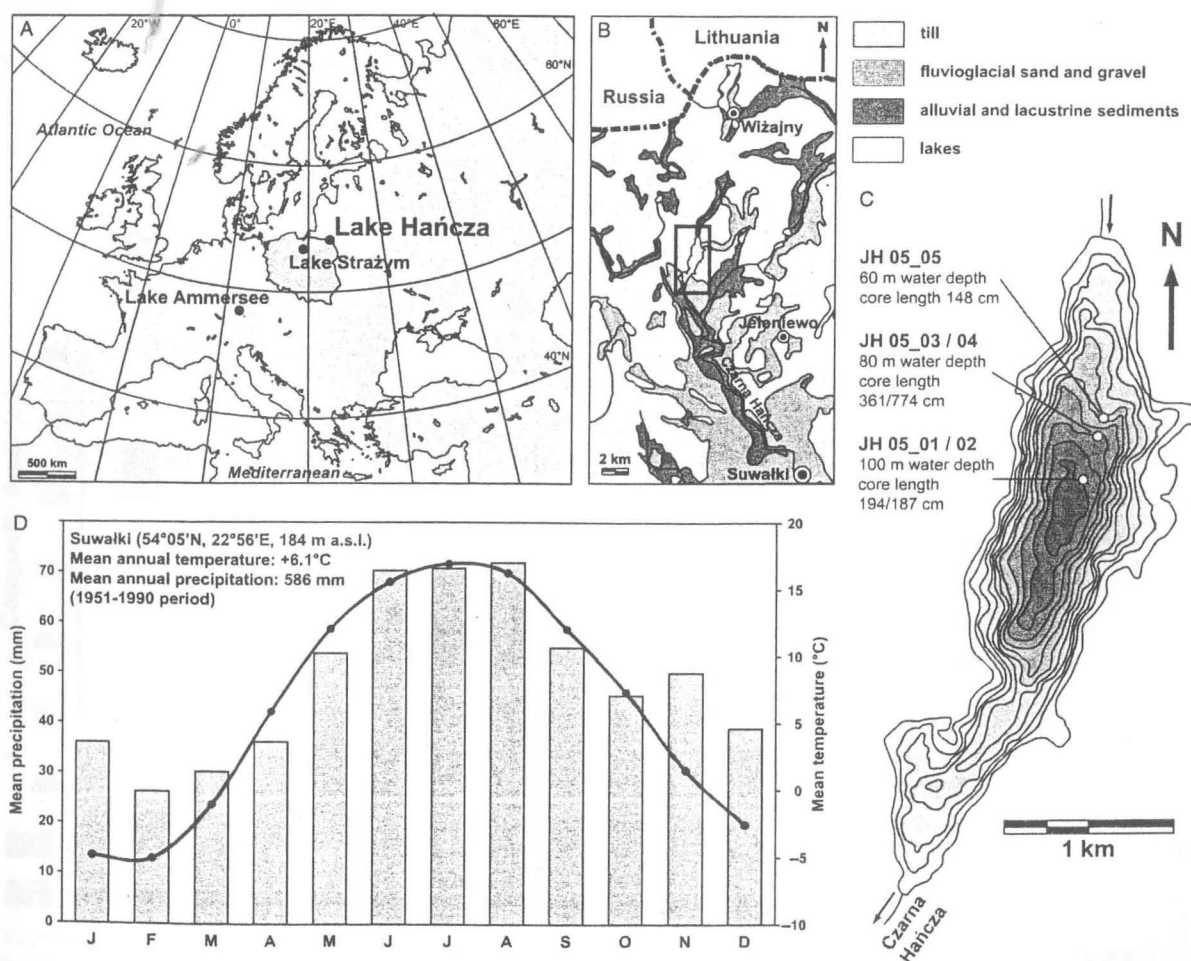 A
20°W
0°
20°E
40°E
60°E
60°N
Atlantic Ocean
Lake Hańcza
Lake Strażym
Lake Ammersee
40°N
500 km
Mediterranean
B
Lithuania
N
Russia
Wiżajny
Jeleniewo
Czarna Hańcza
2 km
Suwałki
till
fluvioglacial sand and gravel
alluvial and lacustrine sediments
lakes
C
N
JH 05_05
60 m water depth
core length 148 cm
JH 05_03 / 04
80 m water depth
core length
361/774 cm
JH 05_01 / 02
100 m water depth
core length
194/187 cm
1 km
Czarna
Hańcza
D
Suwałki (54°05'N, 22°56'E, 184 m a.s.l.)
Mean annual temperature: +6.1°C
Mean annual precipitation: 586 mm
(1951-1990 period)
Mean precipitation (mm)
70
60
50
40
30
20
10
0
Mean temperature (°C)
20
15
10
5
0
–5
–10
J F M A M J J A S O N D